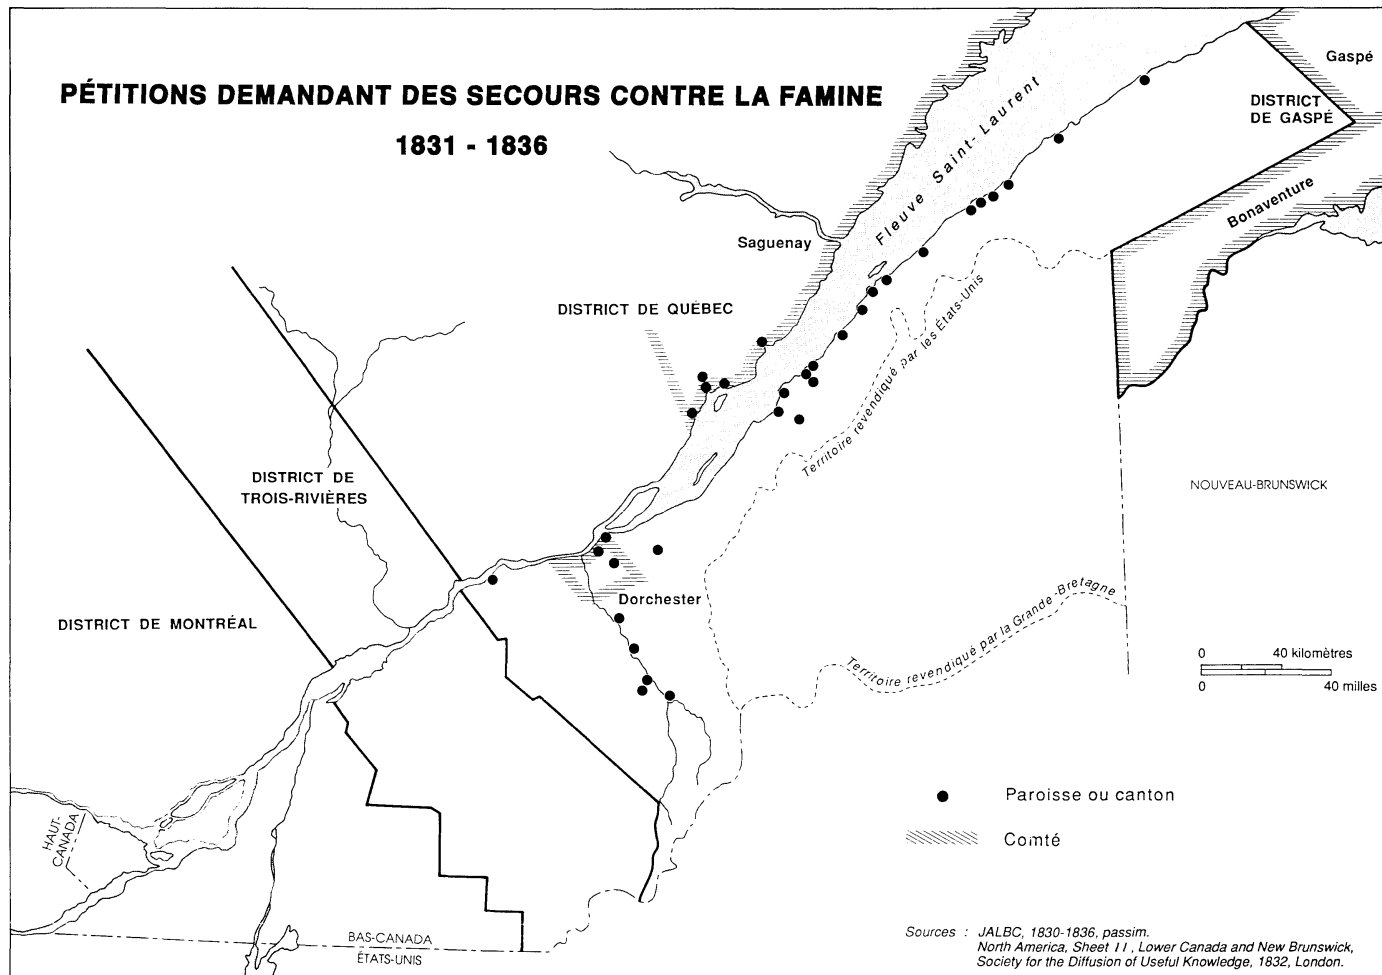 PÉTITIONS DEMANDANT DES SECOURS CONTRE LA FAMINE
1831 - 1836
Gaspé
DISTRICT
DE GASPÉ
Fleuve Saint-Laurent
Bonaventure
Saguenay
DISTRICT DE QUÉBEC
Territoire revendiqué par les États-Unis
DISTRICT DE
TROIS-RIVIÈRES
NOUVEAU-BRUNSWICK
Dorchester
DISTRICT DE MONTRÉAL
Territoire revendiqué par la Grande-Bretagne
0 40 kilomètres
0 40 milles
Paroisse ou canton
Comté
HAUT-
CANADA
BAS-CANADA
ÉTATS-UNIS
Sources : JALBC, 1830-1836, passim.
North America, Sheet II, Lower Canada and New Brunswick,
Society for the Diffusion of Useful Knowledge, 1832, London.